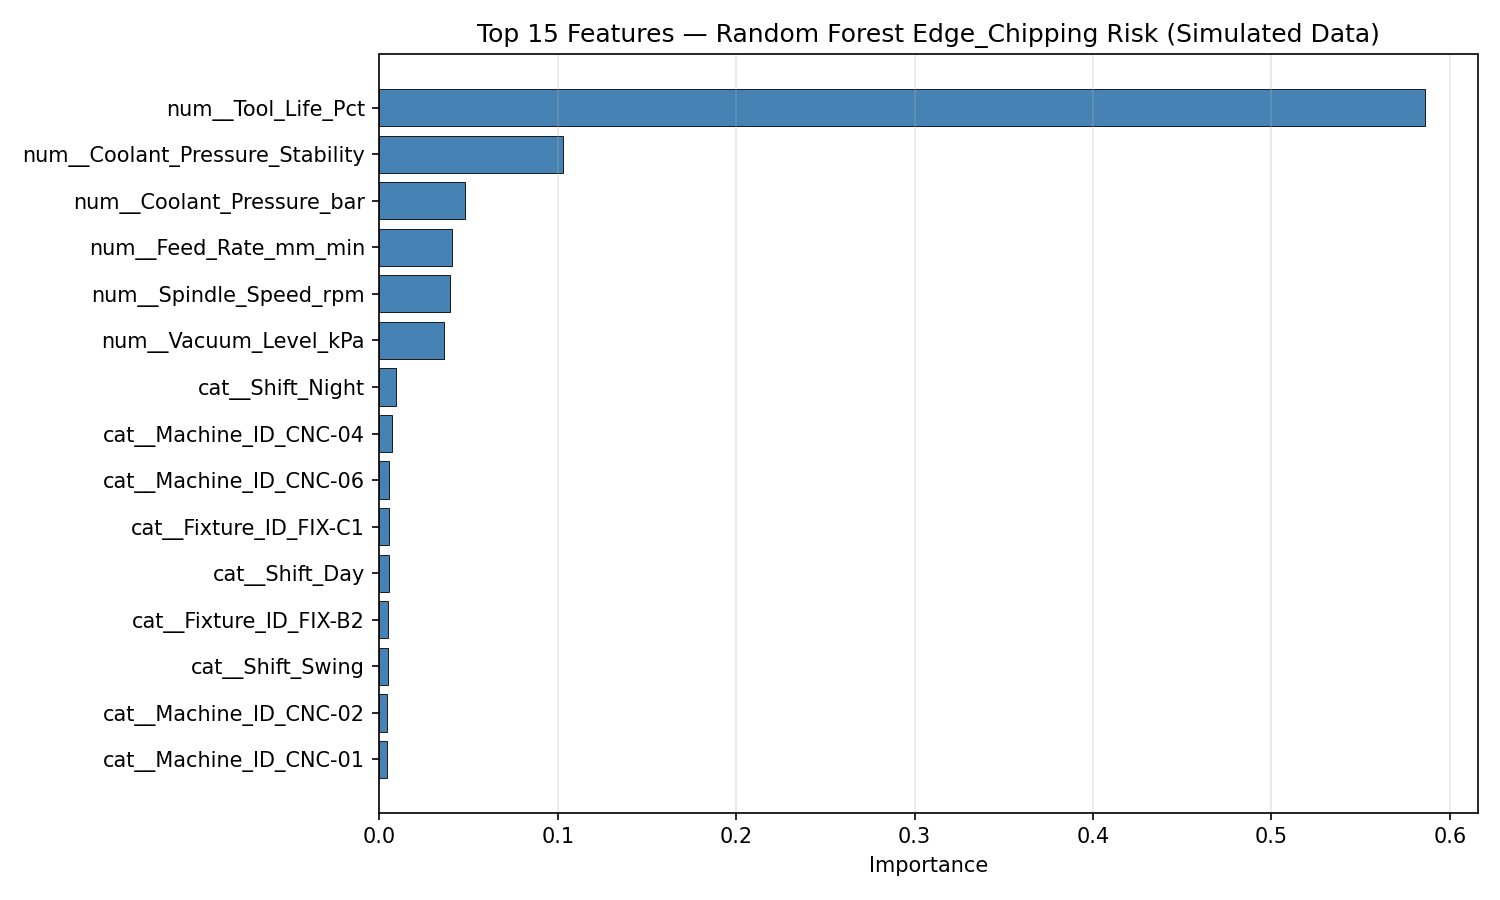 Top 15 Features — Random Forest Edge_Chipping Risk (Simulated Data)
num__Tool_Life_Pct
num__Coolant_Pressure_Stability
num__Coolant_Pressure_bar
num__Feed_Rate_mm_min
num__Spindle_Speed_rpm
num__Vacuum_Level_kPa
cat__Shift_Night
cat__Machine_ID_CNC-04
cat__Machine_ID_CNC-06
cat__Fixture_ID_FIX-C1
cat__Shift_Day
cat__Fixture_ID_FIX-B2
cat__Shift_Swing
cat__Machine_ID_CNC-02
cat__Machine_ID_CNC-01
0.0 0.1 0.2 0.3 0.4 0.5 0.6
Importance